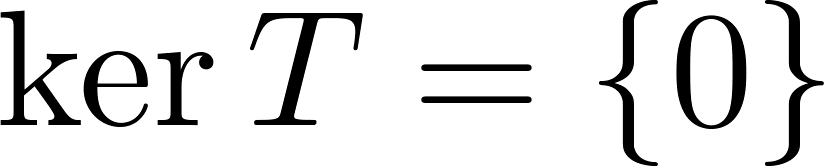 ker T = {0}